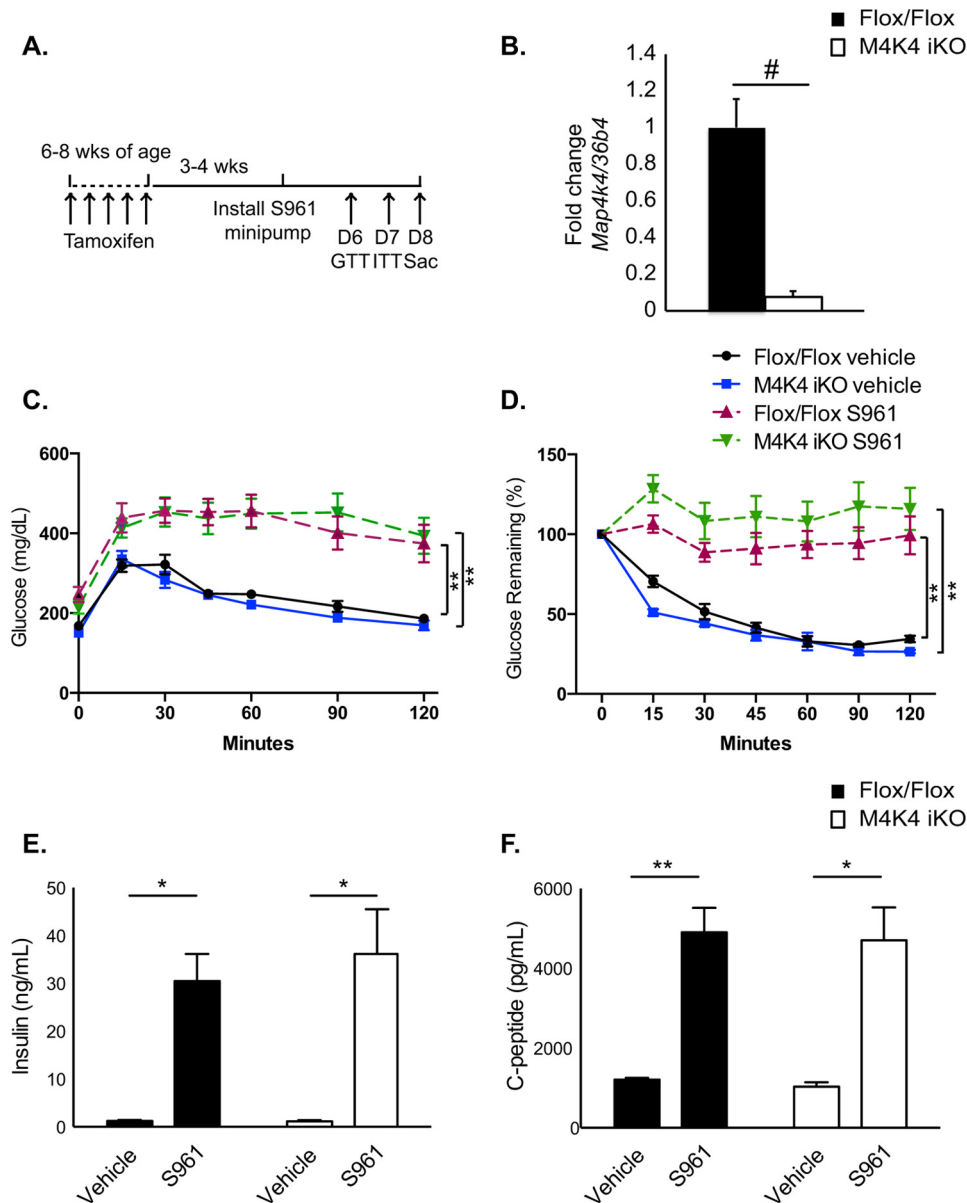 A.
6-8 wks of age
3-4 wks
Tamoxifen
Install S961
minipump
D6
GTT
D7
ITT
D8
Sac
B.
Flox/Flox
M4K4 iKO
Fold change
Map4k4/36b4
1.4
1.2
1
0.8
0.6
0.4
0.2
0
#
Flox/Flox vehicle
M4K4 iKO vehicle
Flox/Flox S961
M4K4 iKO S961
C.
Glucose (mg/dL)
600
400
200
0
0
30
60
90
120
Minutes
**
**
D.
Glucose Remaining (%)
150
100
50
0
0
15
30
45
60
90
120
Minutes
**
**
E.
Insulin (ng/mL)
50
40
30
20
10
0
*
*
Vehicle
S961
Vehicle
S961
Flox/Flox
M4K4 iKO
F.
C-peptide (pg/mL)
6000
4000
2000
0
**
*
Vehicle
S961
Vehicle
S961